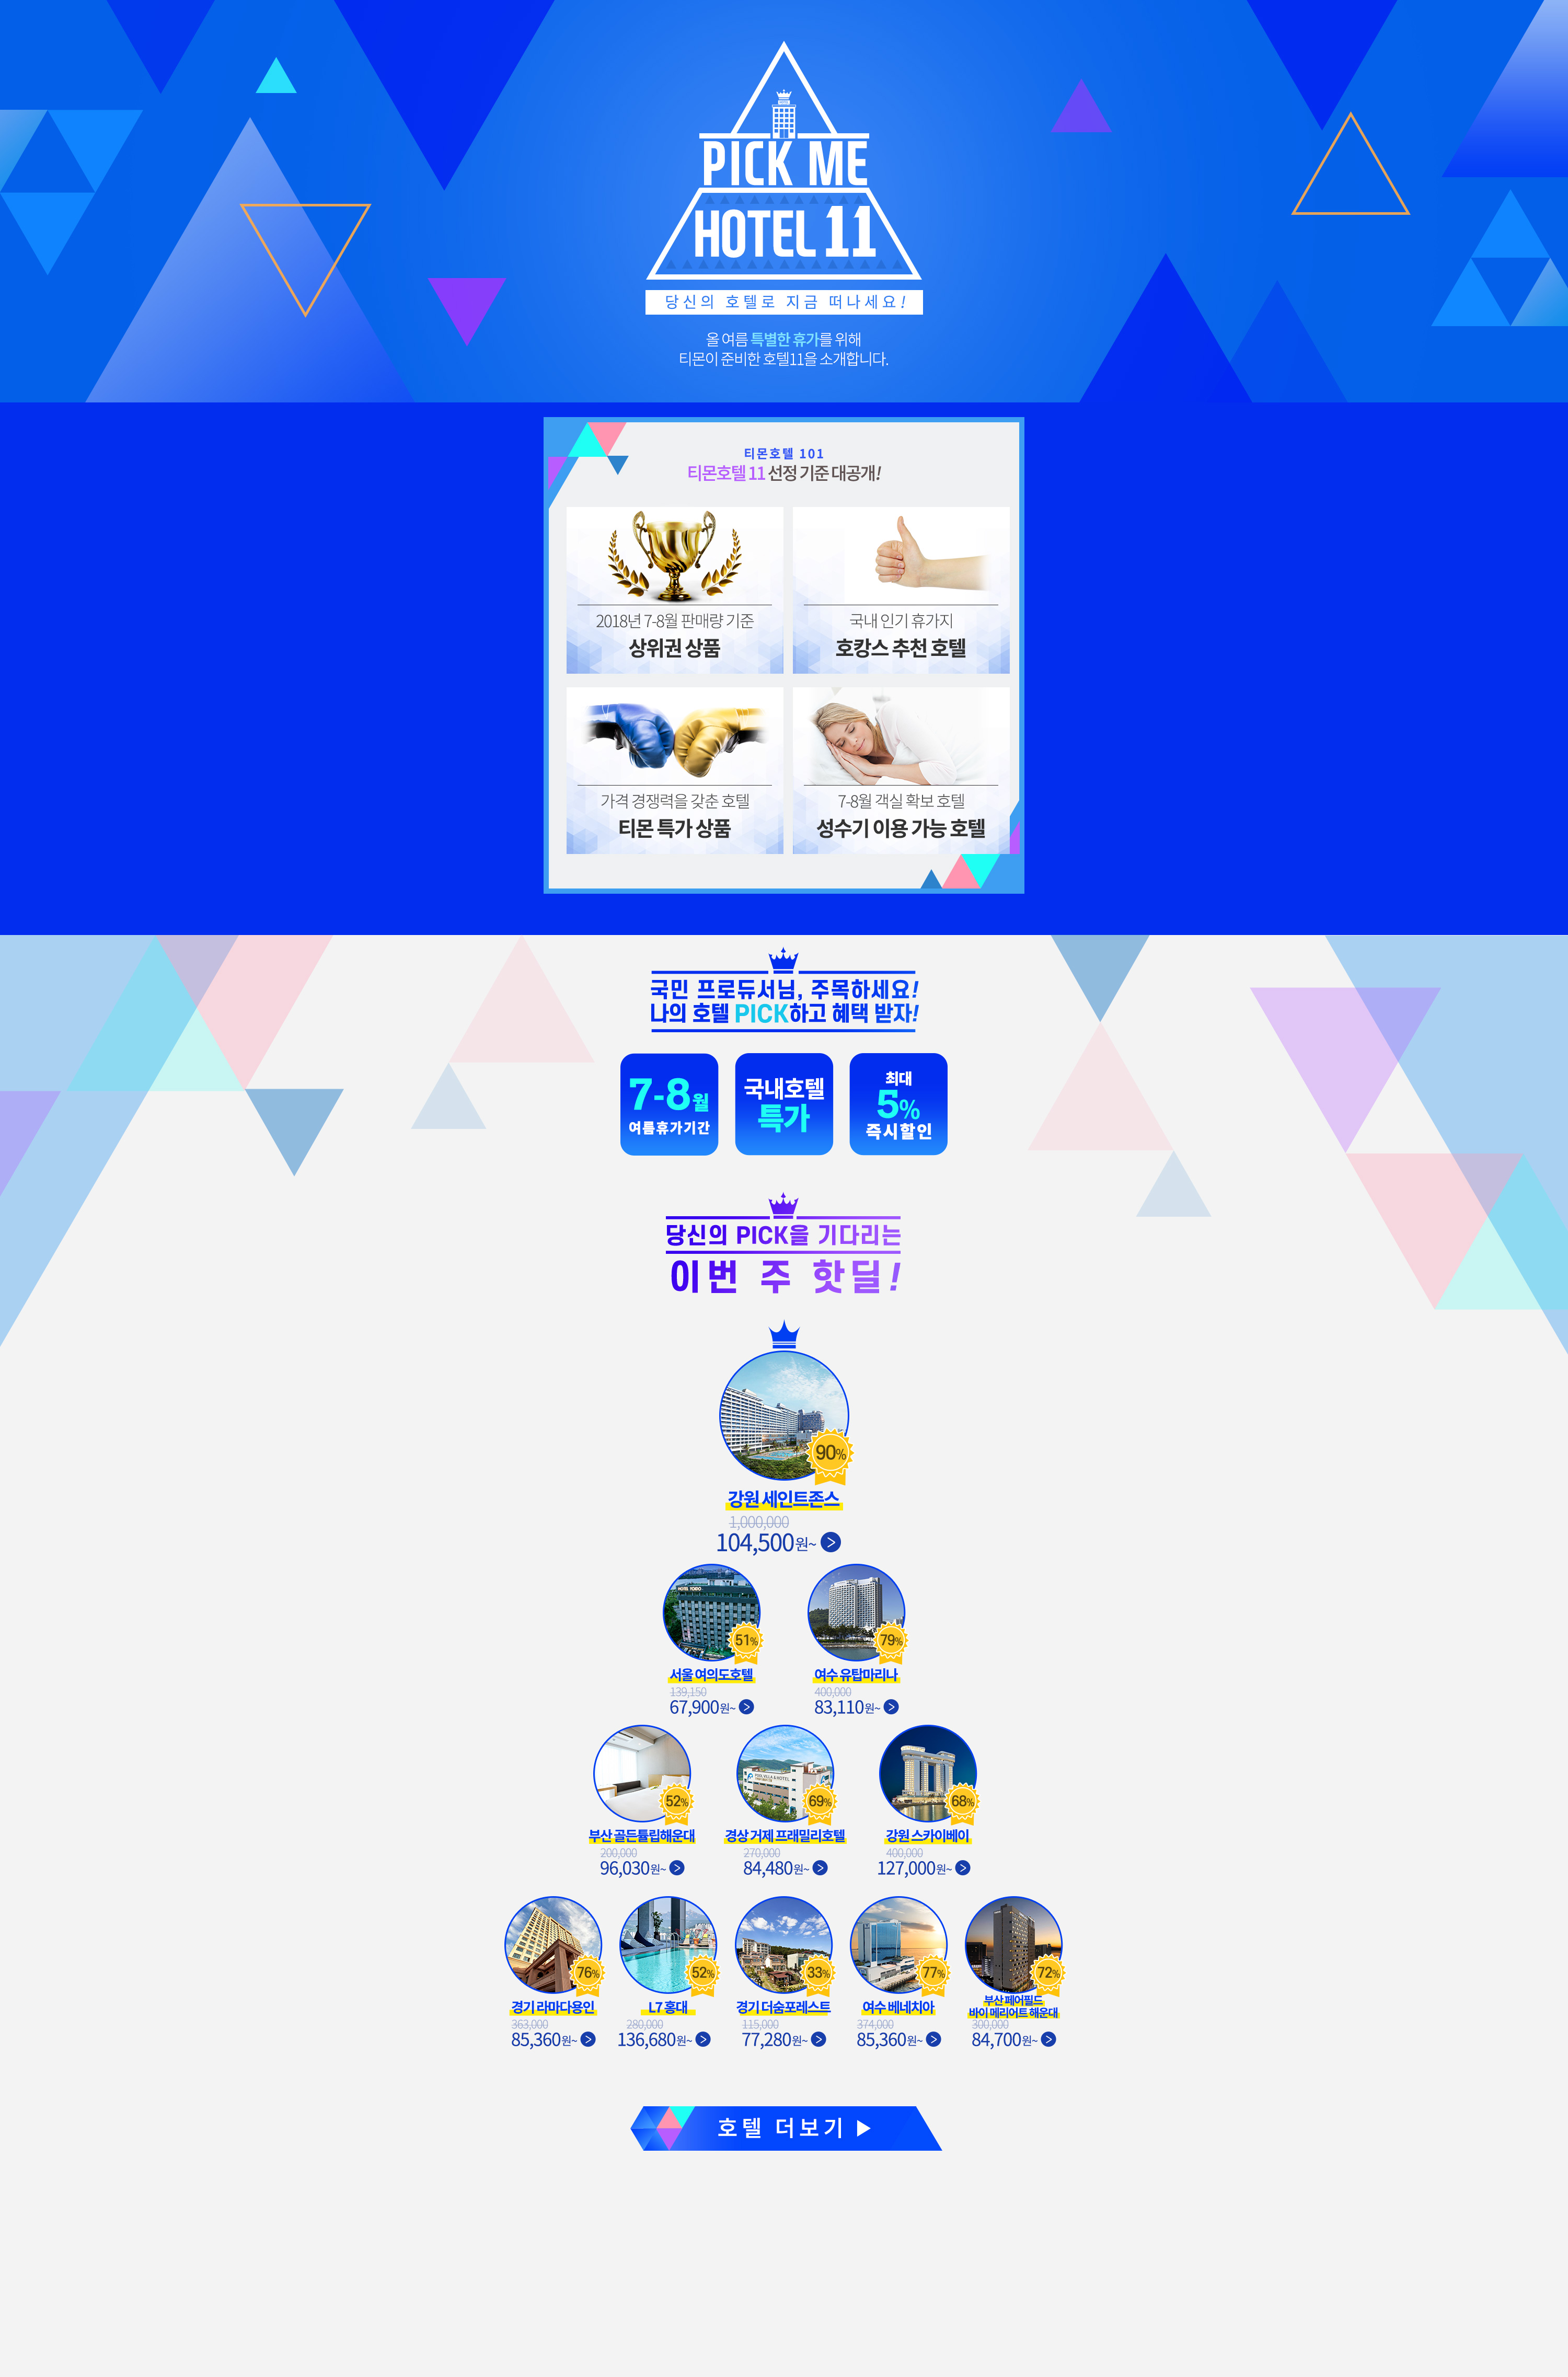 PICK ME
HOTEL 11
당신의 호텔로 지금 떠나세요!
올 여름 특별한 휴가를 위해
티몬이 준비한 호텔11을 소개합니다.
티몬호텔 101
티몬호텔 11 선정 기준 대공개!
2018년 7-8월 판매량 기준
상위권 상품
국내 인기 휴가지
호캉스 추천 호텔
가격 경쟁력을 갖춘 호텔
티몬 특가 상품
7-8월 객실 확보 호텔
성수기 이용 가능 호텔
국민 프로듀서님, 주목하세요!
나의 호텔 PICK하고 혜택 받자!
7-8월
여름휴가기간
국내호텔
특가
최대
5%
즉시할인
당신의 PICK을 기다리는
이번 주 핫딜!
90%
강원 세인트존스
1,000,000
104,500원~
HOTEL YOIDO
51%
서울 여의도호텔
139,150
67,900원~
79%
여수 유탑마리나
400,000
83,110원~
52%
부산 골든튤립해운대
200,000
96,030원~
69%
경상 거제 프래밀리호텔
270,000
84,480원~
68%
강원 스카이베이
400,000
127,000원~
76%
경기 라마다용인
363,000
85,360원~
52%
L7 홍대
280,000
136,680원~
33%
경기 더숨포레스트
115,000
77,280원~
77%
여수 베네치아
374,000
85,360원~
72%
부산 페어필드
바이 메리어트 해운대
300,000
84,700원~
호텔 더보기